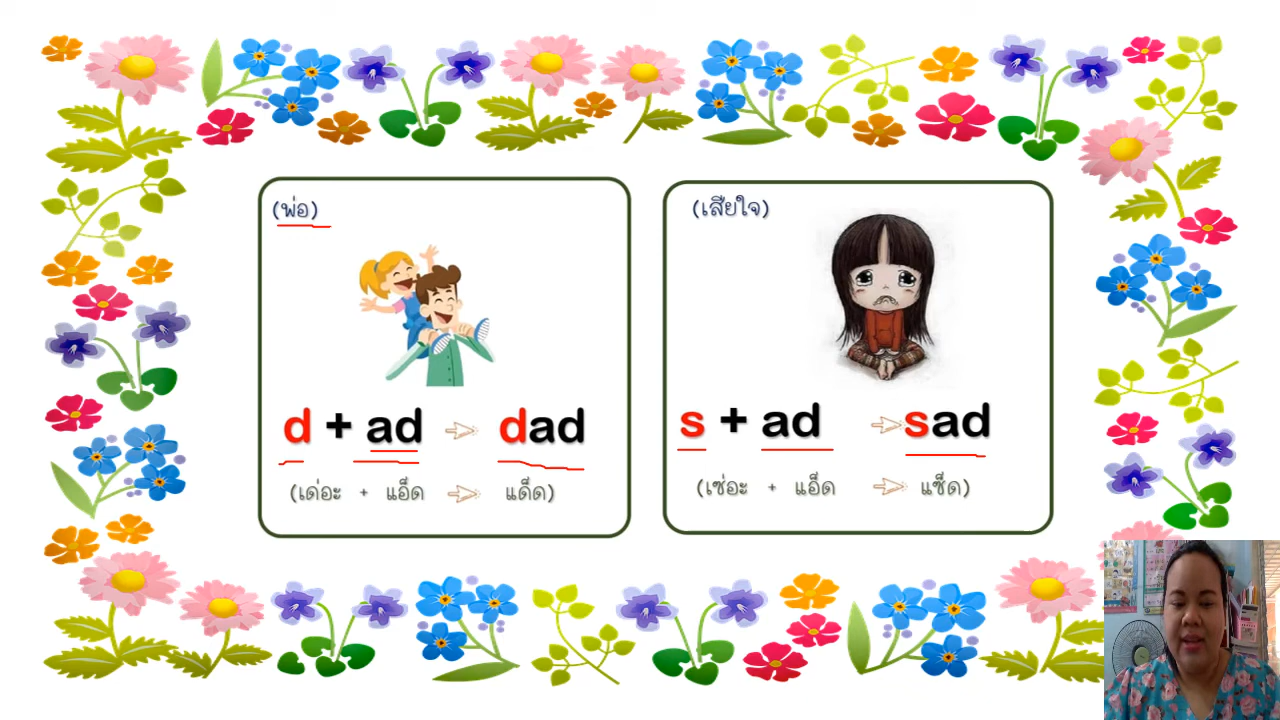 (พ่อ)
d + ad dad
(เด่อะ + แอ็ด แด็ด)
(เสียใจ)
s + ad sad
(เซ่อะ + แอ็ด แซ็ด)